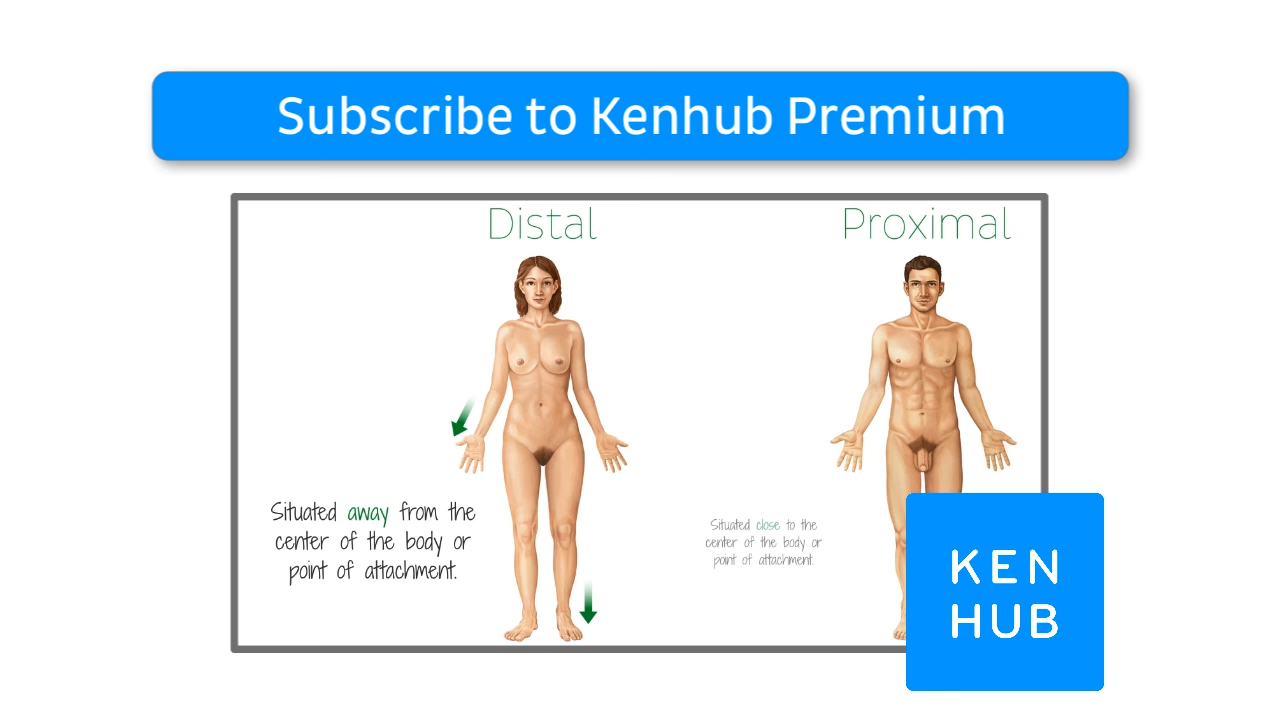 Subscribe to Kenhub Premium
Distal
Proximal
Situated away from the
center of the body or
point of attachment.
Situated close to the
center of the body or
point of attachment.
KEN
HUB